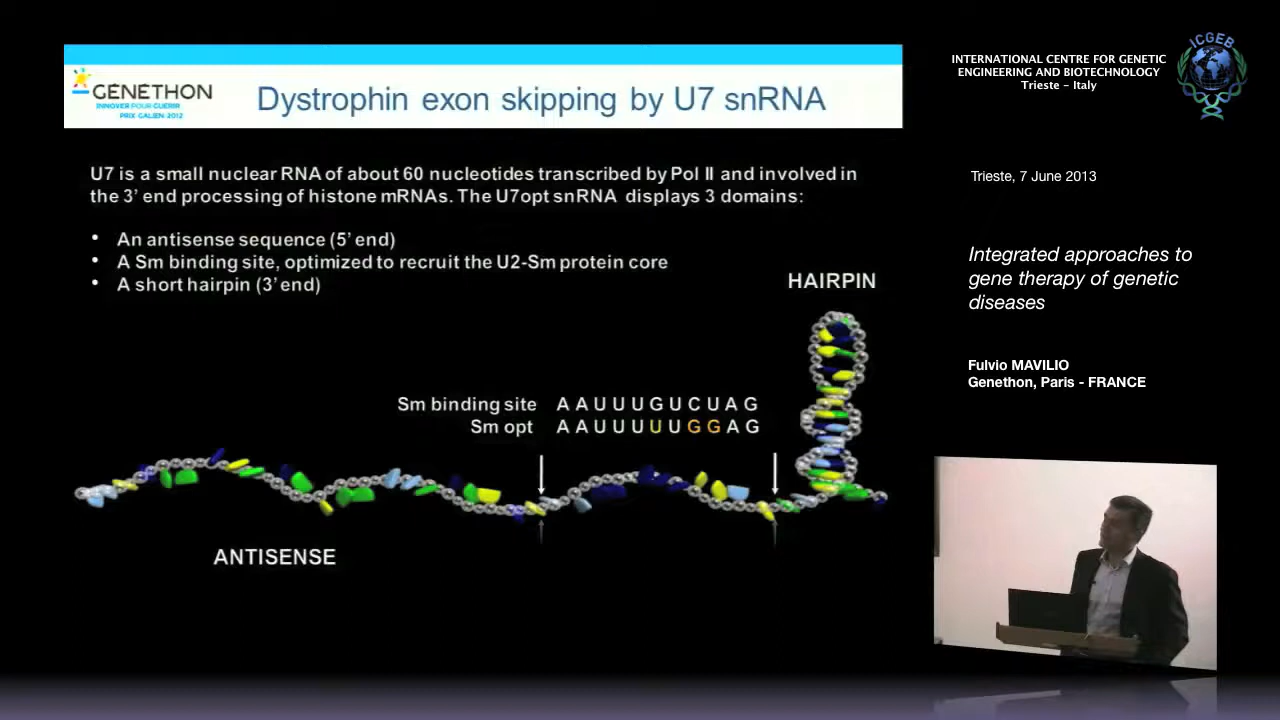 GENETHON
INNOVER POUR GUÉRIR
PRIX GALIEN 2012
Dystrophin exon skipping by U7 snRNA
U7 is a small nuclear RNA of about 60 nucleotides transcribed by Pol II and involved in
the 3’ end processing of histone mRNAs. The U7opt snRNA displays 3 domains:
• An antisense sequence (5’ end)
• A Sm binding site, optimized to recruit the U2-Sm protein core
• A short hairpin (3’ end)
HAIRPIN
Sm binding site AAUUUGUCUAG
Sm opt AAUUUUUGGAG
ANTISENSE
INTERNATIONAL CENTRE FOR GENETIC
ENGINEERING AND BIOTECHNOLOGY
Trieste - Italy
ICGEB
Trieste, 7 June 2013
Integrated approaches to
gene therapy of genetic
diseases
Fulvio MAVILIO
Genethon, Paris - FRANCE